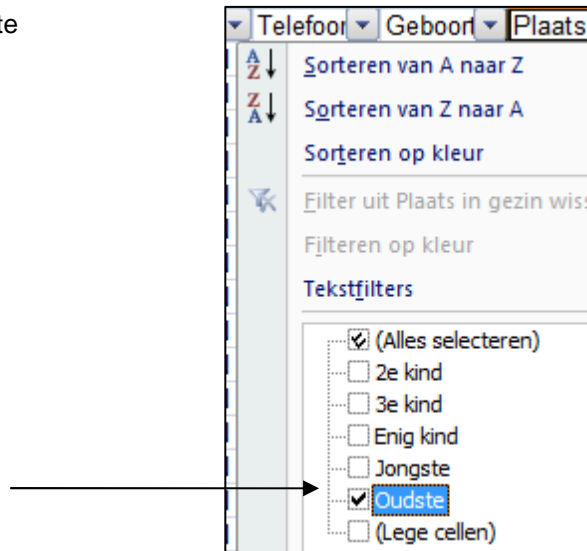 te
Telefoor Geboort Plaats
Sorteren van A naar Z
Sorteren van Z naar A
Sorteren op kleur
Filter uit Plaats in gezin wiss
Filteren op kleur
Tekstfilters
(Alles selecteren)
2e kind
3e kind
Enig kind
Jongste
Oudste
(Lege cellen)